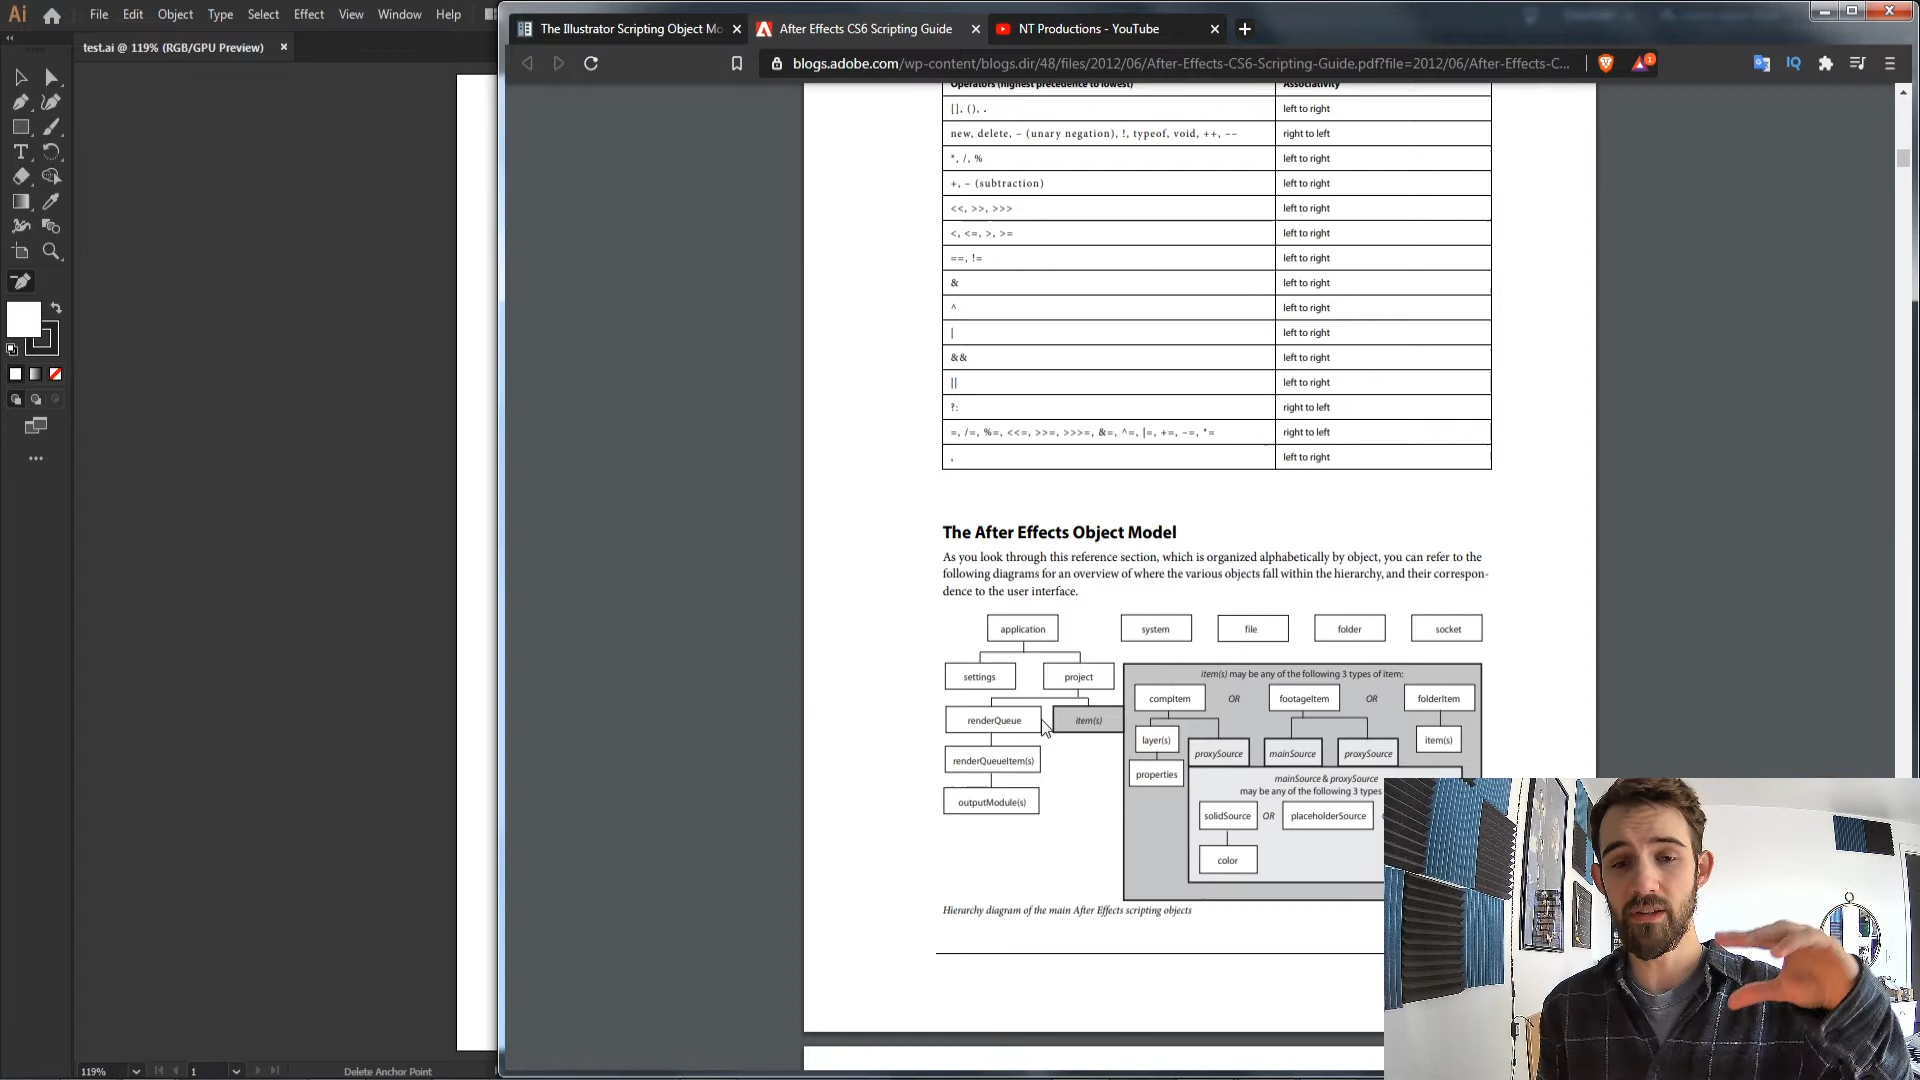 Ai File Edit Object Type Select Effect View Window Help
test.ai @ 119% (RGB/GPU Preview) ×
The Illustrator Scripting Object Mo
After Effects CS6 Scripting Guide
NT Productions - YouTube
blogs.adobe.com/wp-content/blogs.dir/48/files/2012/06/After-Effects-CS6-Scripting-Guide.pdf?file=2012/06/After-Effects-C...
1
IQ
Operators (highest precedence to lowest) Associativity
[], (), . left to right
new, delete, – (unary negation), !, typeof, void, ++, –– right to left
*, /, % left to right
+, – (subtraction) left to right
<<, >>, >>> left to right
<, <=, >, >= left to right
==, != left to right
& left to right
^ left to right
| left to right
&& left to right
|| left to right
?: right to left
=, /=, %=, <<=, >>=, >>>=, &=, ^=, |=, +=, –=, *= right to left
, left to right
The After Effects Object Model
As you look through this reference section, which is organized alphabetically by object, you can refer to the
following diagrams for an overview of where the various objects fall within the hierarchy, and their correspon-
dence to the user interface.
application system file folder socket
settings project
item(s) may be any of the following 3 types of item:
compItem OR footageItem OR folderItem
renderQueue item(s)
layer(s) proxySource mainSource proxySource item(s)
renderQueueItem(s)
properties
mainSource & proxySource
may be any of the following 3 types
outputModule(s)
solidSource OR placeholderSource
color
Hierarchy diagram of the main After Effects scripting objects
119% 1 Delete Anchor Point